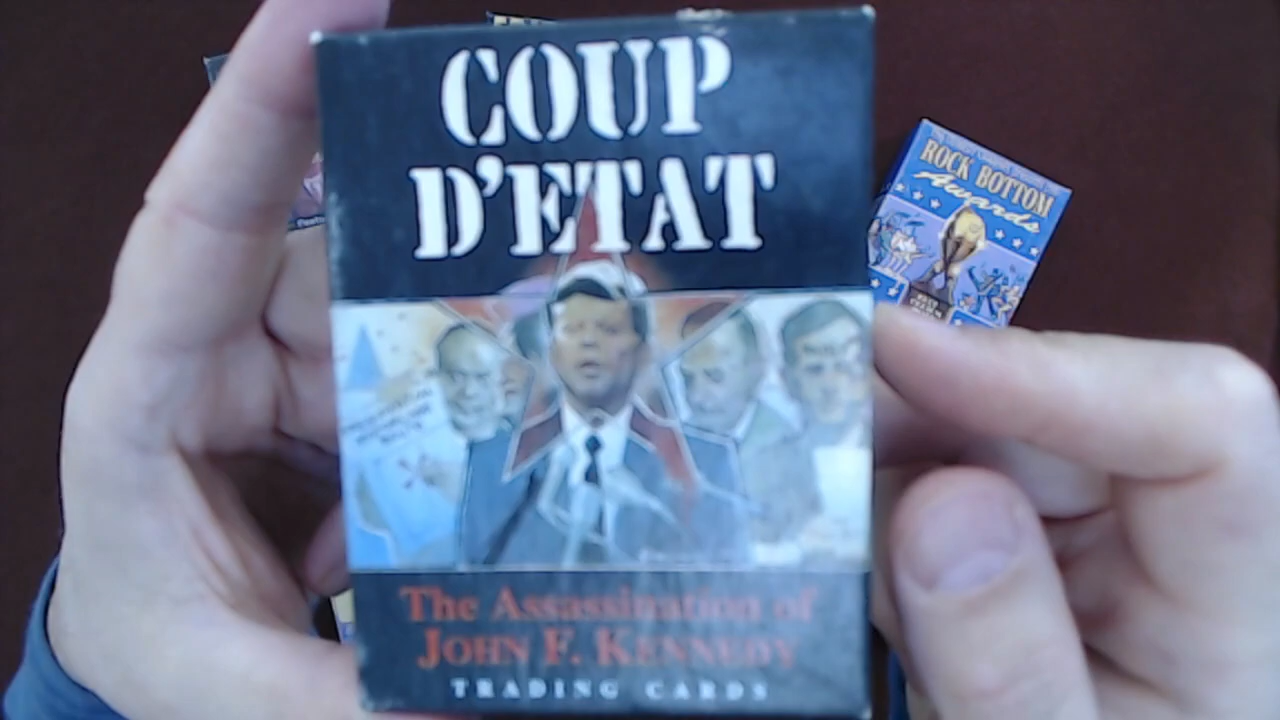 COUP
D'ETAT
The Assassination of
JOHN F. KENNEDY
TRADING CARDS
ROCK BOTTOM
Awards